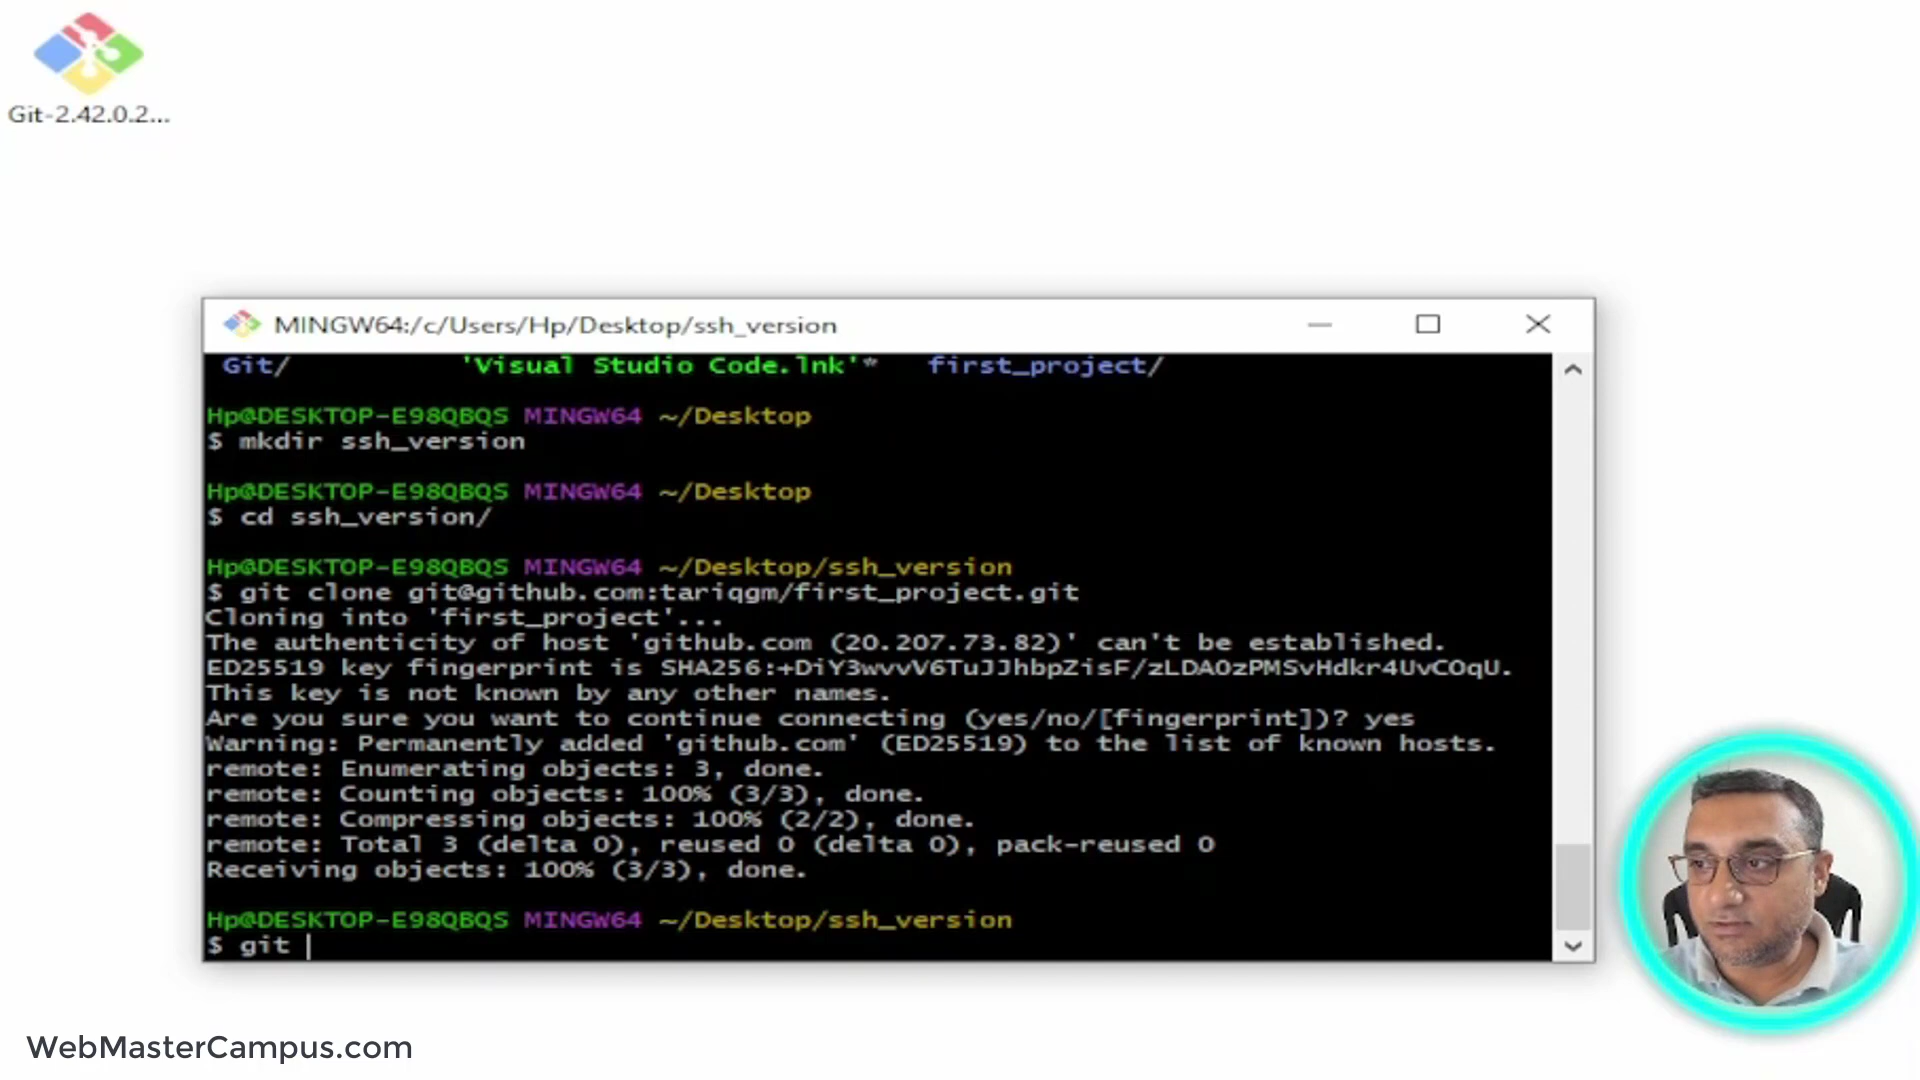 Git-2.42.0.2...
MINGW64:/c/Users/Hp/Desktop/ssh_version
Git/ 'Visual Studio Code.lnk'* first_project/
Hp@DESKTOP-E98QBQS MINGW64 ~/Desktop
$ mkdir ssh_version
Hp@DESKTOP-E98QBQS MINGW64 ~/Desktop
$ cd ssh_version/
Hp@DESKTOP-E98QBQS MINGW64 ~/Desktop/ssh_version
$ git clone git@github.com:tariqgm/first_project.git
Cloning into 'first_project'...
The authenticity of host 'github.com (20.207.73.82)' can't be established.
ED25519 key fingerprint is SHA256:+DiY3wvvV6TuJJhbpZisF/zLDA0zPMSvHdkr4UvCOqU.
This key is not known by any other names.
Are you sure you want to continue connecting (yes/no/[fingerprint])? yes
Warning: Permanently added 'github.com' (ED25519) to the list of known hosts.
remote: Enumerating objects: 3, done.
remote: Counting objects: 100% (3/3), done.
remote: Compressing objects: 100% (2/2), done.
remote: Total 3 (delta 0), reused 0 (delta 0), pack-reused 0
Receiving objects: 100% (3/3), done.
Hp@DESKTOP-E98QBQS MINGW64 ~/Desktop/ssh_version
$ git
WebMasterCampus.com